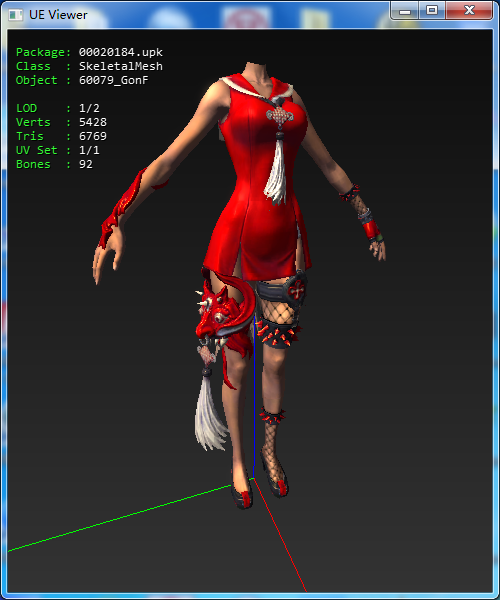 UE Viewer
Package: 00020184.upk
Class : SkeletalMesh
Object : 60079_GonF
LOD : 1/2
Verts : 5428
Tris : 6769
UV Set : 1/1
Bones : 92